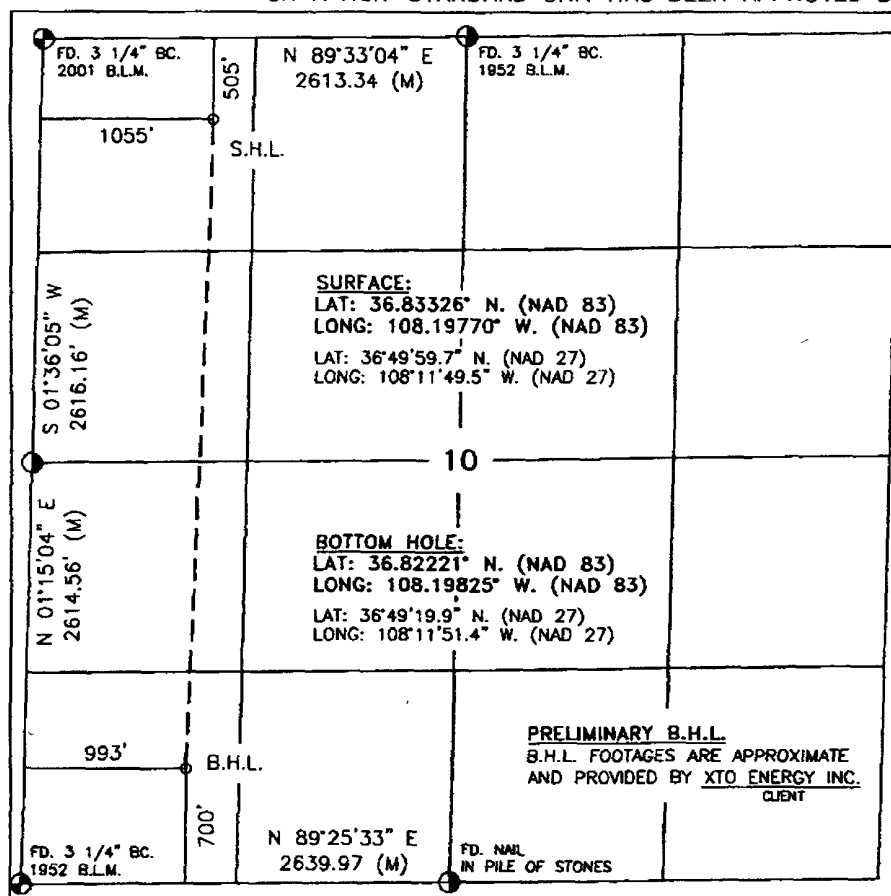 FD. 3 1/4" BC.
2001 B.L.M.
505'
N 89°33'04" E
2613.34 (M)
FD. 3 1/4" BC.
1952 B.L.M.
1055'
S.H.L.
S 01°36'05" W
2616.16' (M)
SURFACE:
LAT: 36.83326° N. (NAD 83)
LONG: 108.19770° W. (NAD 83)
LAT: 36°49'59.7" N. (NAD 27)
LONG: 108°11'49.5" W. (NAD 27)
10
N 01°15'04" E
2614.56' (M)
BOTTOM HOLE:
LAT: 36.82221° N. (NAD 83)
LONG: 108.19825° W. (NAD 83)
LAT: 36°49'19.9" N. (NAD 27)
LONG: 108°11'51.4" W. (NAD 27)
993'
B.H.L.
PRELIMINARY B.H.L.
B.H.L. FOOTAGES ARE APPROXIMATE
AND PROVIDED BY XTO ENERGY INC.
CLIENT
700'
FD. 3 1/4" BC.
1952 B.L.M.
N 89°25'33" E
2639.97 (M)
FD. NAIL
IN PILE OF STONES